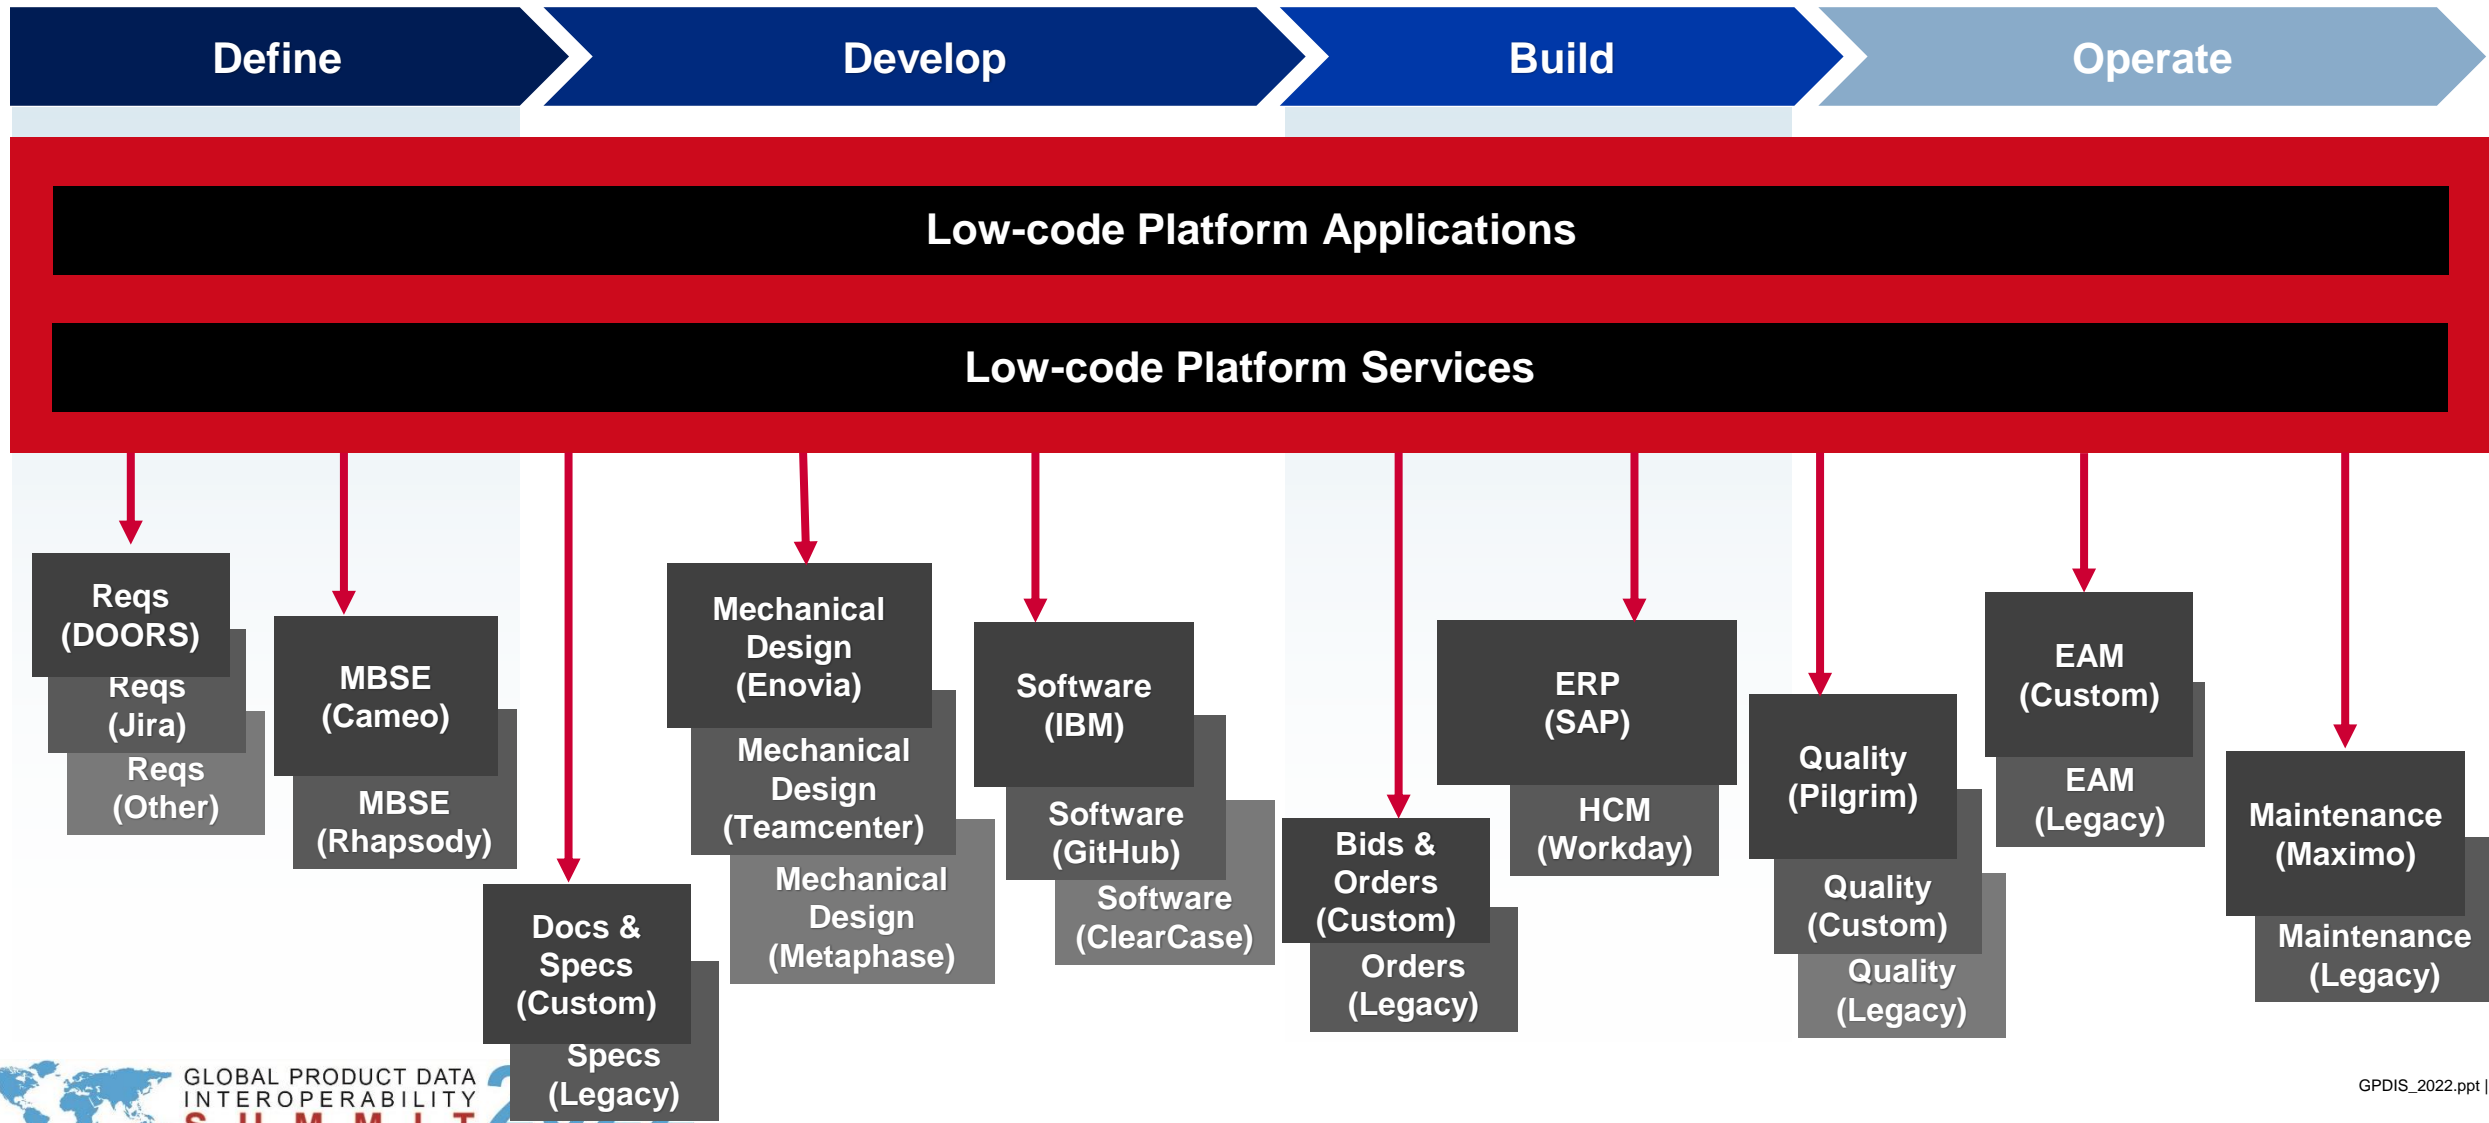 Define
Develop
Build
Operate
Low-code Platform Applications
Low-code Platform Services
Reqs
(DOORS)
Reqs
(Jira)
Reqs
(Other)
MBSE
(Cameo)
MBSE
(Rhapsody)
Docs &
Specs
(Custom)
Specs
(Legacy)
Mechanical
Design
(Enovia)
Mechanical
Design
(Teamcenter)
Mechanical
Design
(Metaphase)
Software
(IBM)
Software
(GitHub)
Software
(ClearCase)
Bids &
Orders
(Custom)
Orders
(Legacy)
ERP
(SAP)
HCM
(Workday)
Quality
(Pilgrim)
Quality
(Custom)
Quality
(Legacy)
EAM
(Custom)
EAM
(Legacy)
Maintenance
(Maximo)
Maintenance
(Legacy)
GLOBAL PRODUCT DATA
INTEROPERABILITY
SUMMIT
GPDIS_2022.ppt |